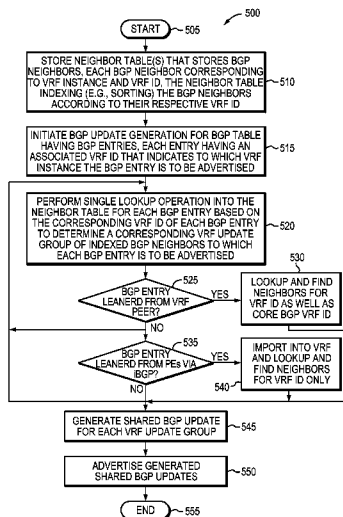 500
START
505
STORE NEIGHBOR TABLE(S) THAT STORES BGP
NEIGHBORS, EACH BGP NEIGHBOR CORRESPONDING
TO VRF INSTANCE AND VRF ID, THE NEIGHBOR TABLE
INDEXING (E.G., SORTING) THE BGP NEIGHBORS
ACCORDING TO THEIR RESPECTIVE VRF ID
510
INITIATE BGP UPDATE GENERATION FOR BGP TABLE
HAVING BGP ENTRIES, EACH ENTRY HAVING AN
ASSOCIATED VRF ID THAT INDICATES TO WHICH VRF
INSTANCE THE BGP ENTRY IS TO BE ADVERTISED
515
PERFORM SINGLE LOOKUP OPERATION INTO THE
NEIGHBOR TABLE FOR EACH BGP ENTRY BASED ON
THE CORRESPONDING VRF ID OF EACH BGP ENTRY
TO DETERMINE A CORRESPONDING VRF UPDATE
GROUP OF INDEXED BGP NEIGHBORS TO WHICH
EACH BGP ENTRY IS TO BE ADVERTISED
520
525
BGP ENTRY
LEANERD FROM VRF
PEER?
YES
530
LOOKUP AND FIND
NEIGHBORS FOR
VRF ID AS WELL AS
CORE BGP VRF ID
NO
535
BGP ENTRY
LEANERD FROM PEs VIA
iBGP?
YES
IMPORT INTO VRF
AND LOOKUP AND
FIND NEIGHBORS
FOR VRF ID ONLY
540
NO
GENERATE SHARED BGP UPDATE
FOR EACH VRF UPDATE GROUP
545
ADVERTISE GENERATED
SHARED BGP UPDATES
550
END
555